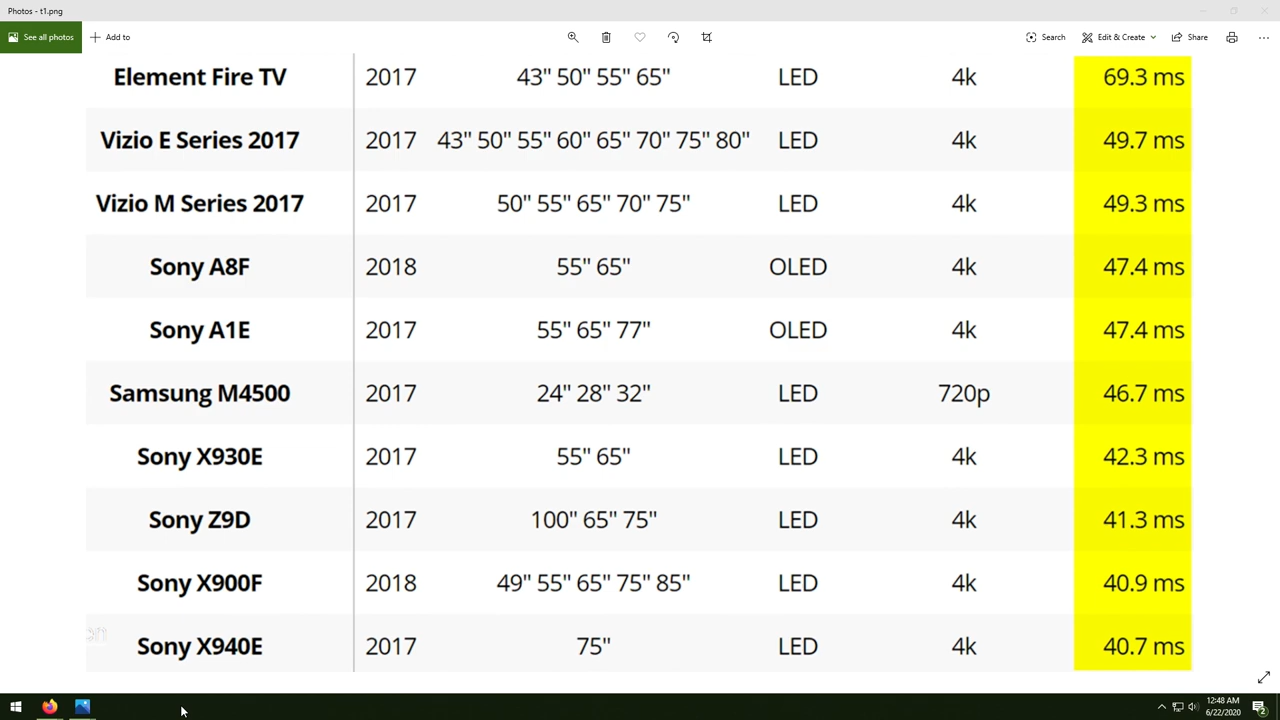 Photos - t1.png
See all photos
Add to
Search
Edit & Create
Share
Element Fire TV 2017 43" 50" 55" 65" LED 4k 69.3 ms
Vizio E Series 2017 2017 43" 50" 55" 60" 65" 70" 75" 80" LED 4k 49.7 ms
Vizio M Series 2017 2017 50" 55" 65" 70" 75" LED 4k 49.3 ms
Sony A8F 2018 55" 65" OLED 4k 47.4 ms
Sony A1E 2017 55" 65" 77" OLED 4k 47.4 ms
Samsung M4500 2017 24" 28" 32" LED 720p 46.7 ms
Sony X930E 2017 55" 65" LED 4k 42.3 ms
Sony Z9D 2017 100" 65" 75" LED 4k 41.3 ms
Sony X900F 2018 49" 55" 65" 75" 85" LED 4k 40.9 ms
Sony X940E 2017 75" LED 4k 40.7 ms
12:48 AM
6/22/2020
2